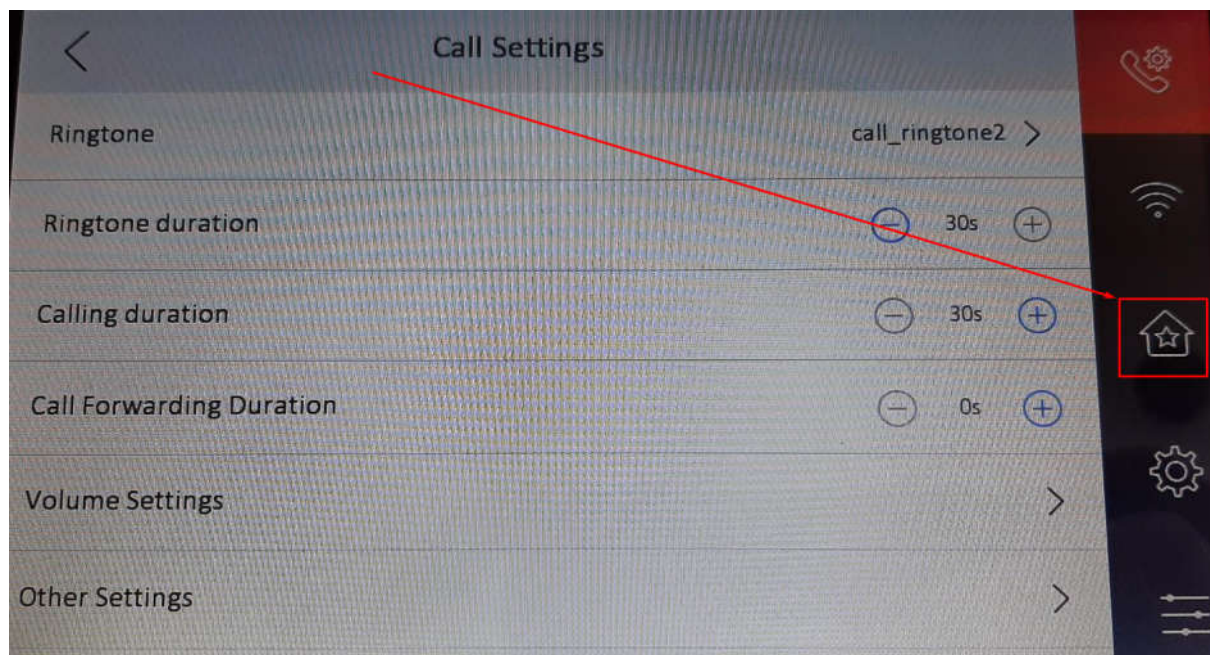 Call Settings
Ringtone call_ringtone2
Ringtone duration 30s
Calling duration 30s
Call Forwarding Duration 0s
Volume Settings
Other Settings